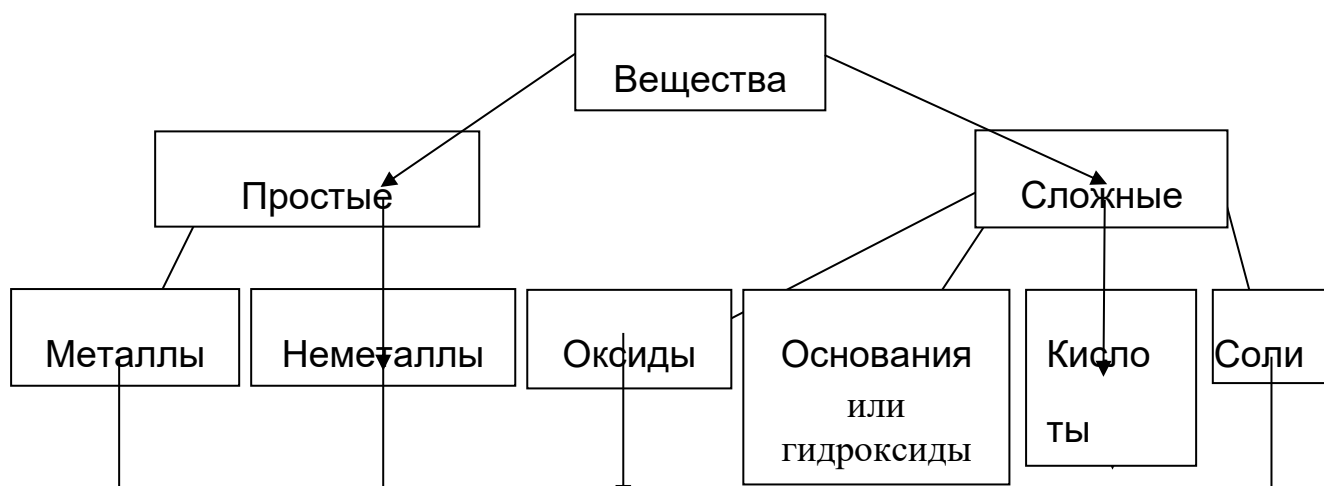 Вещества
Простые
Сложные
Металлы
Неметаллы
Оксиды
Основания
или
гидроксиды
Кисло
ты
Соли